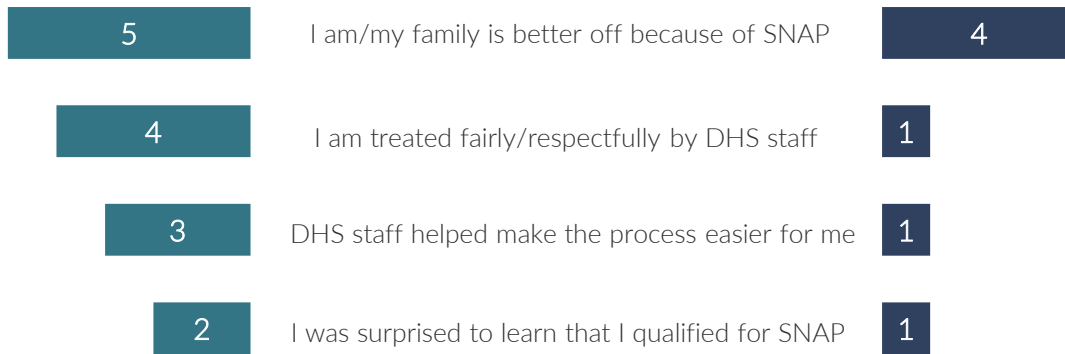 5 I am/my family is better off because of SNAP 4
4 I am treated fairly/respectfully by DHS staff 1
3 DHS staff helped make the process easier for me 1
2 I was surprised to learn that I qualified for SNAP 1